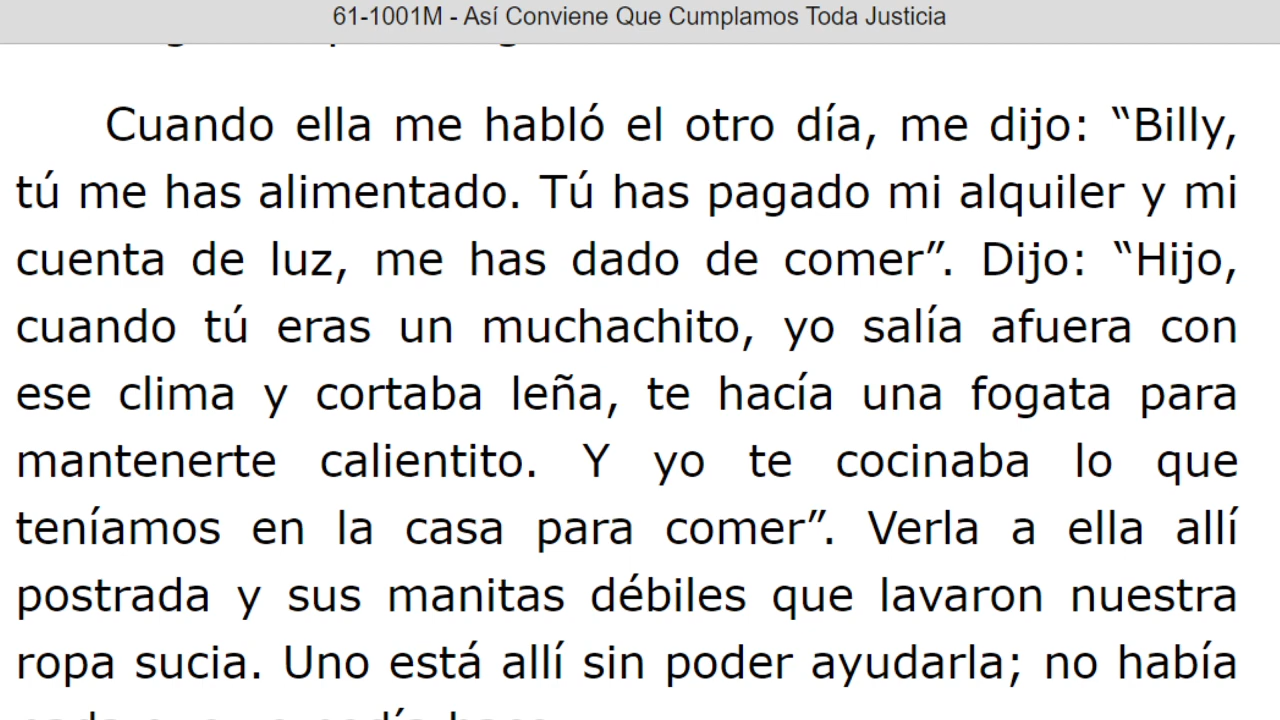 61-1001M - Así Conviene Que Cumplamos Toda Justicia
Cuando ella me habló el otro día, me dijo: “Billy,
tú me has alimentado. Tú has pagado mi alquiler y mi
cuenta de luz, me has dado de comer”. Dijo: “Hijo,
cuando tú eras un muchachito, yo salía afuera con
ese clima y cortaba leña, te hacía una fogata para
mantenerte calientito. Y yo te cocinaba lo que
teníamos en la casa para comer”. Verla a ella allí
postrada y sus manitas débiles que lavaron nuestra
ropa sucia. Uno está allí sin poder ayudarla; no había